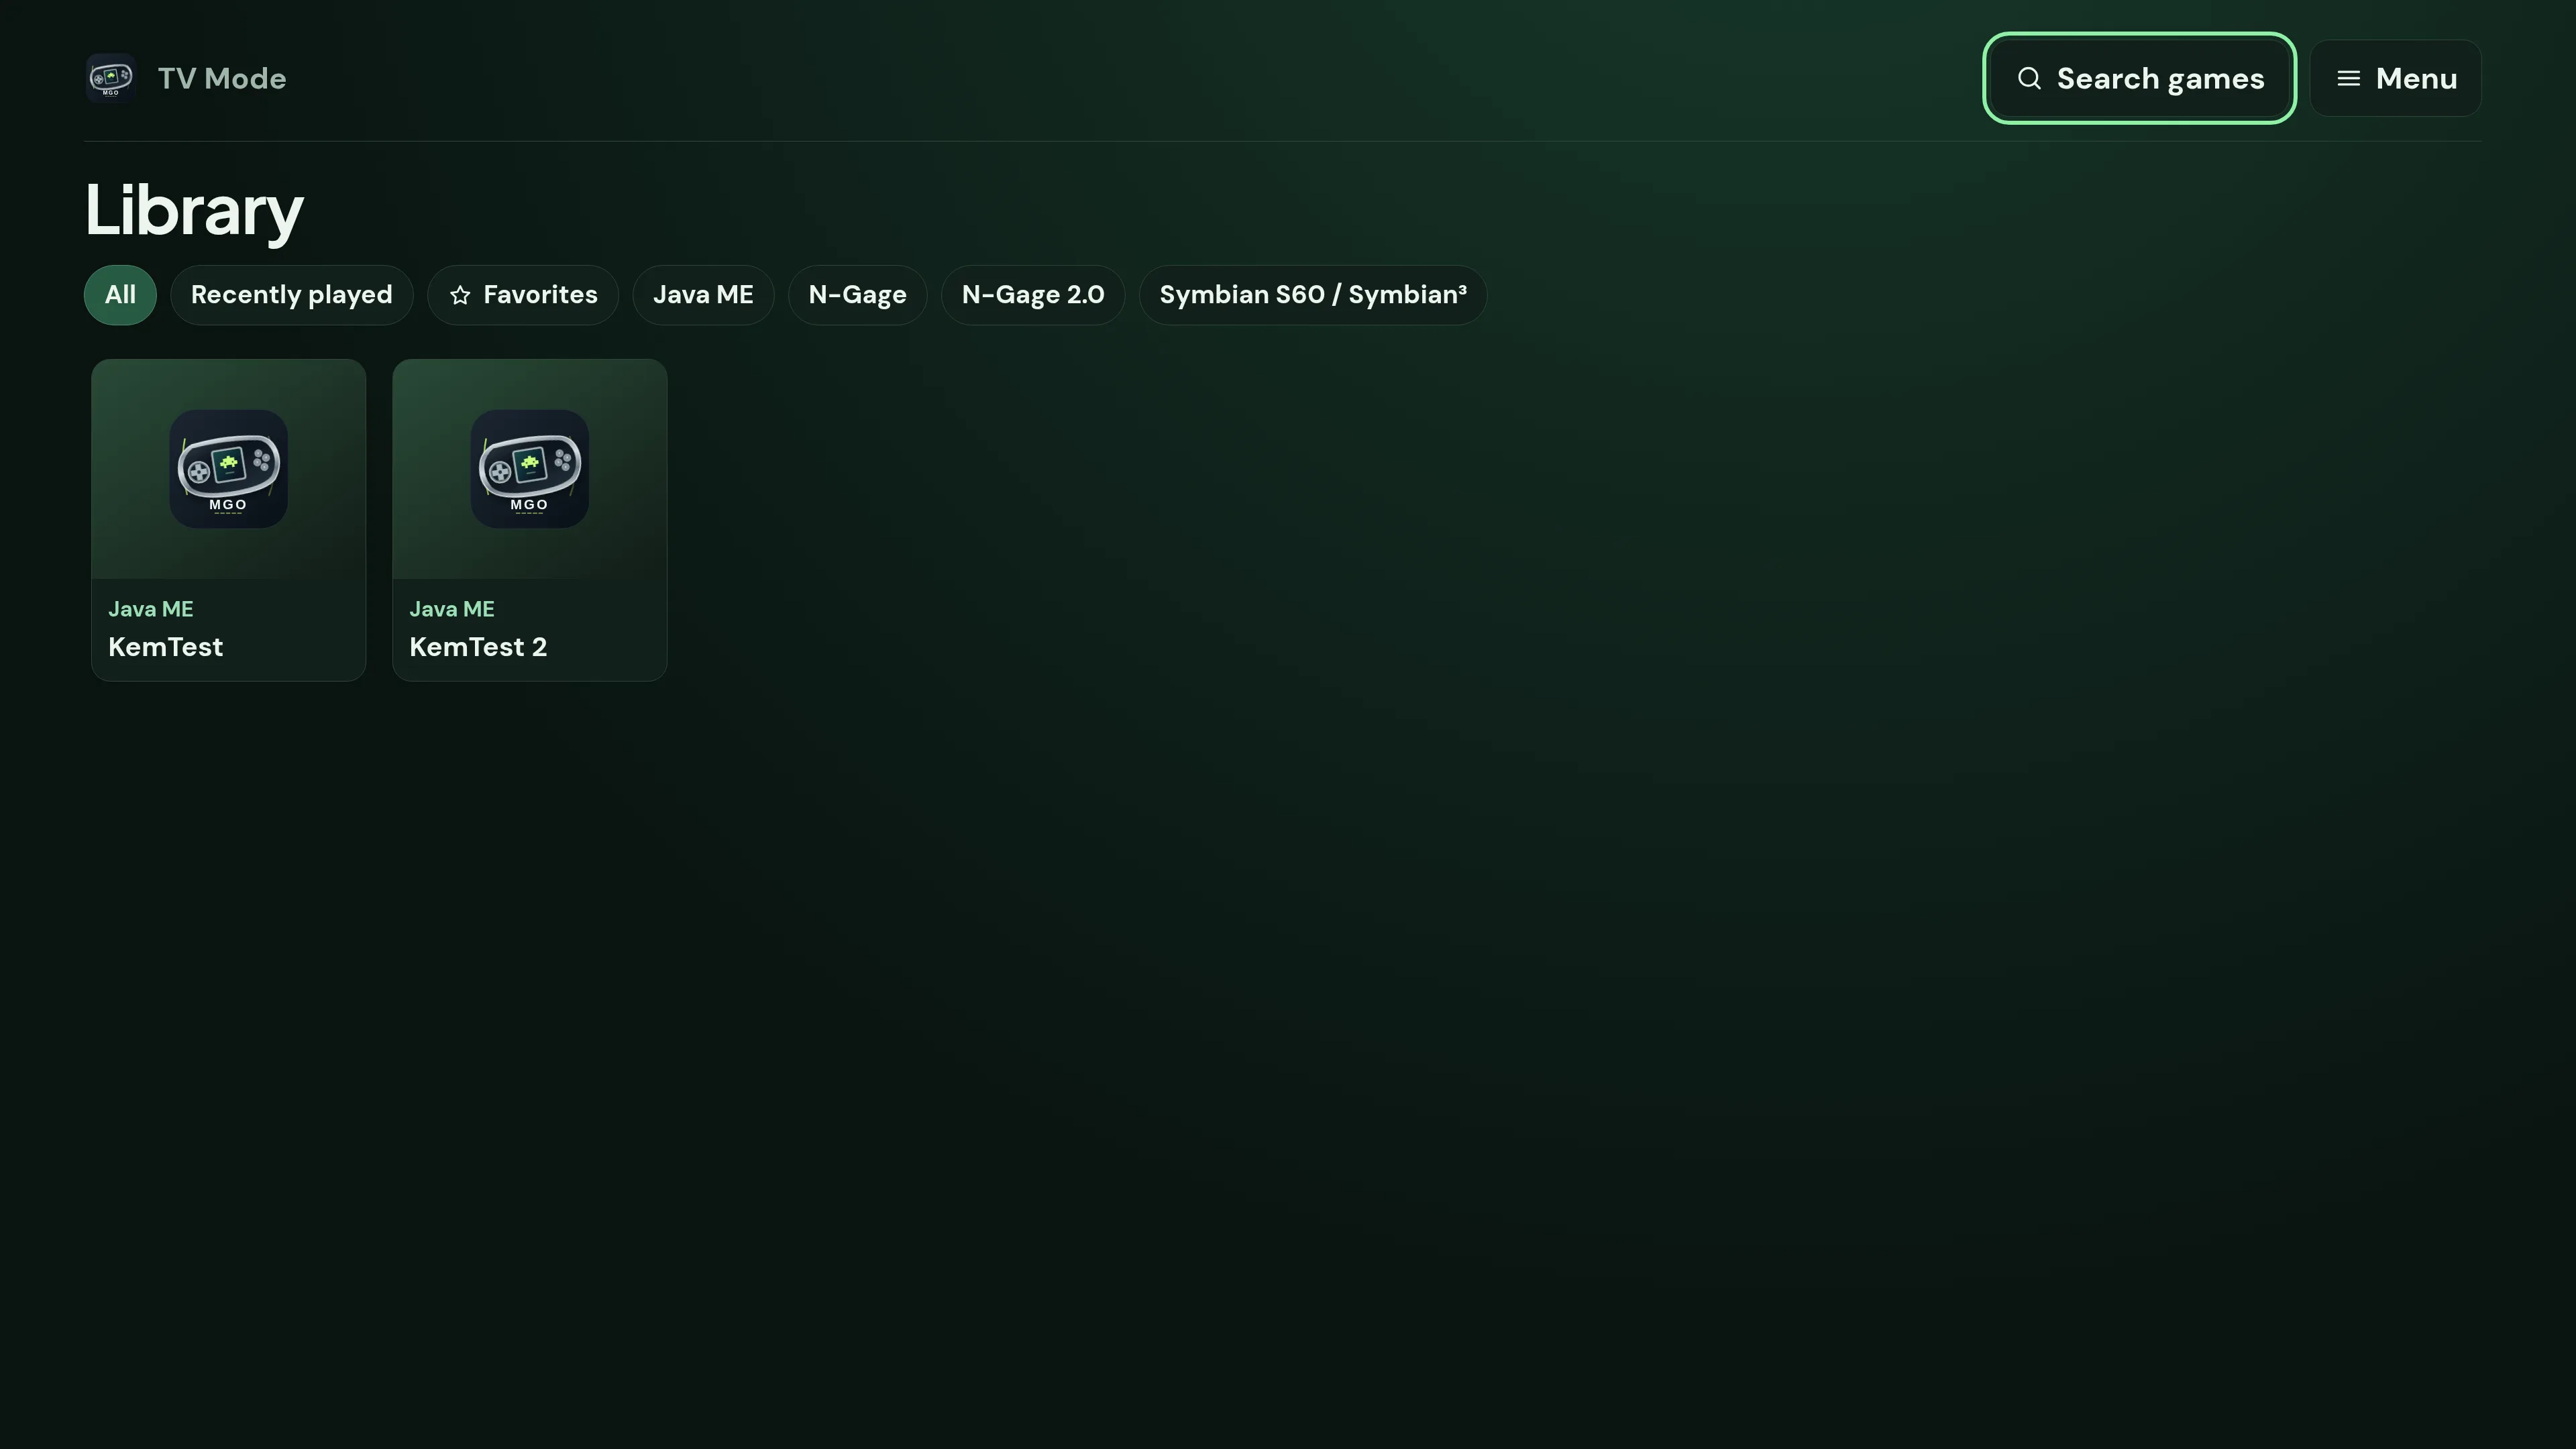 MGO
TV Mode
Search games
Menu
Library
All
Recently played
Favorites
Java ME
N-Gage
N-Gage 2.0
Symbian S60 / Symbian³
MGO
MGO
Java ME
KemTest
Java ME
KemTest 2